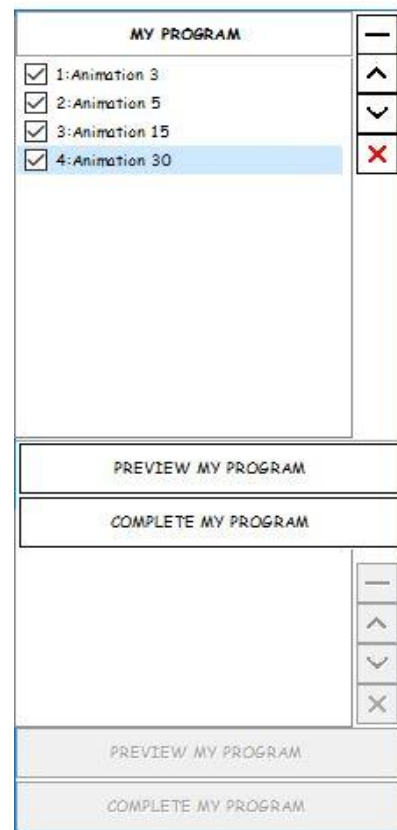 MY PROGRAM
1:Animation 3
2:Animation 5
3:Animation 15
4:Animation 30
PREVIEW MY PROGRAM
COMPLETE MY PROGRAM
PREVIEW MY PROGRAM
COMPLETE MY PROGRAM